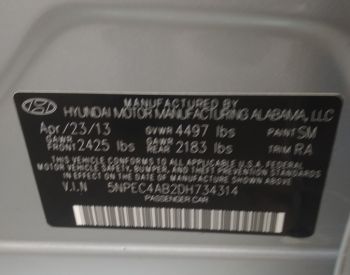 MANUFACTURED BY
HYUNDAI MOTOR MANUFACTURING ALABAMA, LLC
Apr/23/13 GVWR 4497 lbs PAINT SM
GAWR FRONT 2425 lbs GAWR REAR 2183 lbs TRIM RA
THIS VEHICLE CONFORMS TO ALL APPLICABLE U.S. FEDERAL
MOTOR VEHICLE SAFETY, BUMPER, AND THEFT PREVENTION
STANDARDS IN EFFECT ON THE DATE OF MANUFACTURE SHOWN ABOVE.
V.I.N 5NPEC4AB2DH734314
PASSENGER CAR